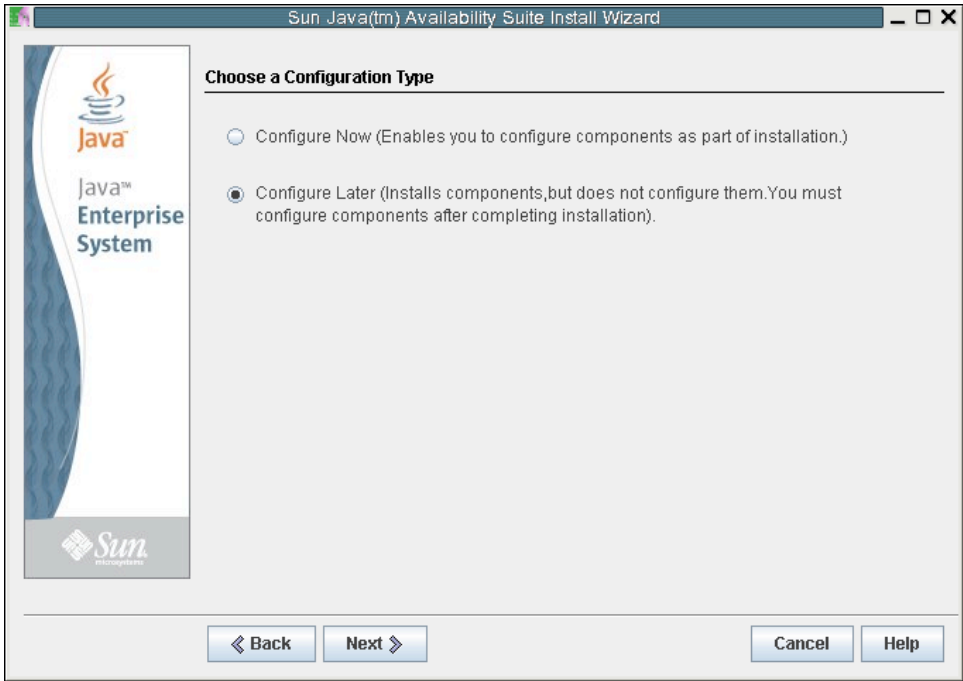 Sun Java(tm) Availability Suite Install Wizard
Java™
Java™
Enterprise
System
Sun
microsystems
Choose a Configuration Type
Configure Now (Enables you to configure components as part of installation.)
Configure Later (Installs components,but does not configure them.You must
configure components after completing installation).
Back
Next
Cancel
Help